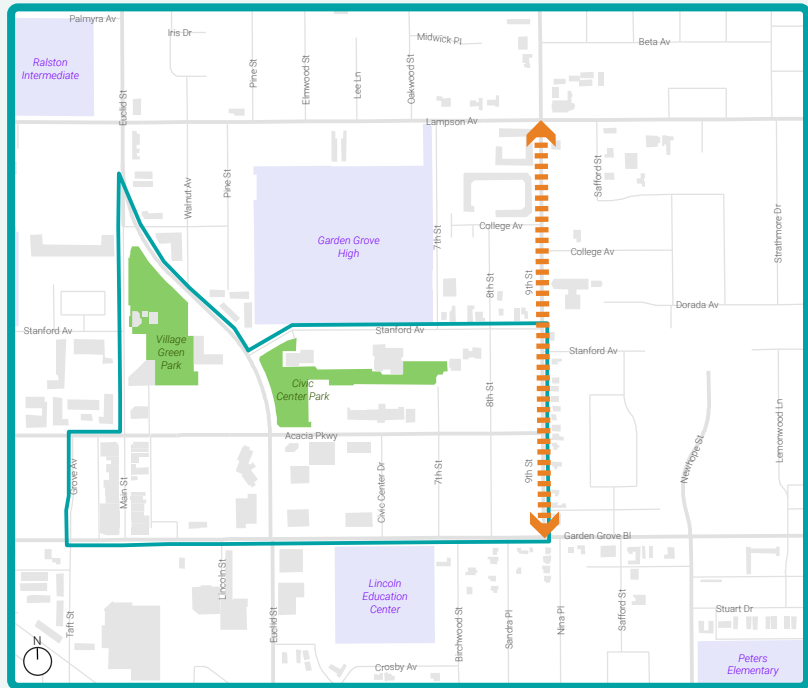 Palmyra Av
Iris Dr
Midwick Pl
Beta Av
Ralston
Intermediate
Euclid St
Pine St
Elmwood St
Lee Ln
Oakwood St
Lampson Av
Safford St
Walnut Av
Pine St
Garden Grove
High
7th St
College Av
8th St
9th St
College Av
Strathmore Dr
Dorada Av
Stanford Av
Village
Green
Park
Stanford Av
Stanford Av
Civic
Center Park
8th St
Acacia Pkwy
Grove Av
Main St
Civic Center Dr
7th St
9th St
Newhope St
Lemonwood Ln
Garden Grove Bl
Taft St
Lincoln St
Euclid St
Lincoln
Education
Center
Birchwood St
Sandra Pl
Nina Pl
Safford St
Stuart Dr
N
Crosby Av
Peters
Elementary